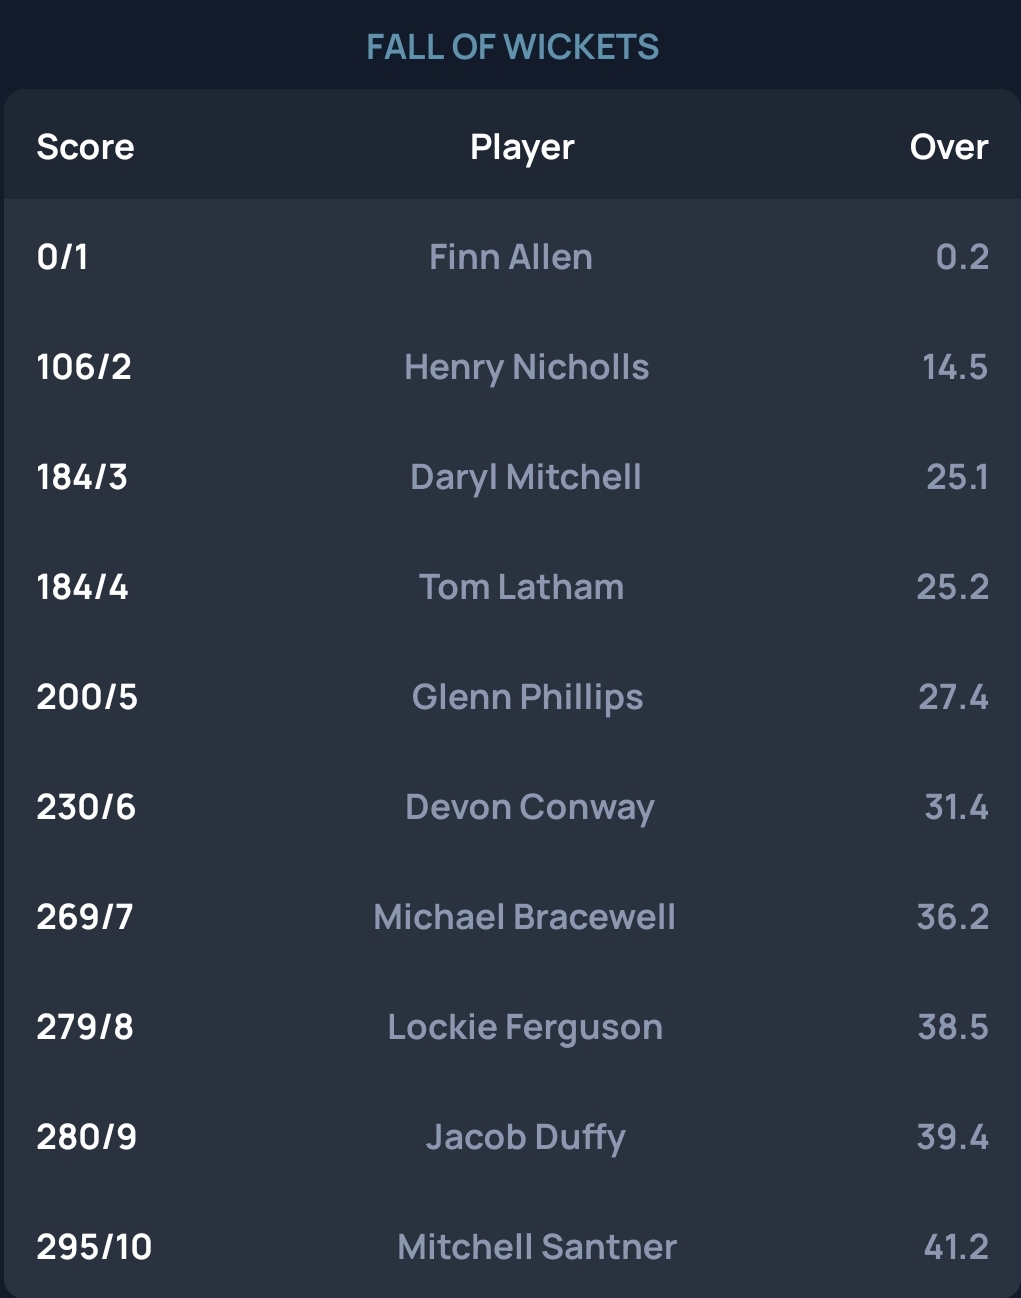 FALL OF WICKETS
Score Player Over
0/1 Finn Allen 0.2
106/2 Henry Nicholls 14.5
184/3 Daryl Mitchell 25.1
184/4 Tom Latham 25.2
200/5 Glenn Phillips 27.4
230/6 Devon Conway 31.4
269/7 Michael Bracewell 36.2
279/8 Lockie Ferguson 38.5
280/9 Jacob Duffy 39.4
295/10 Mitchell Santner 41.2